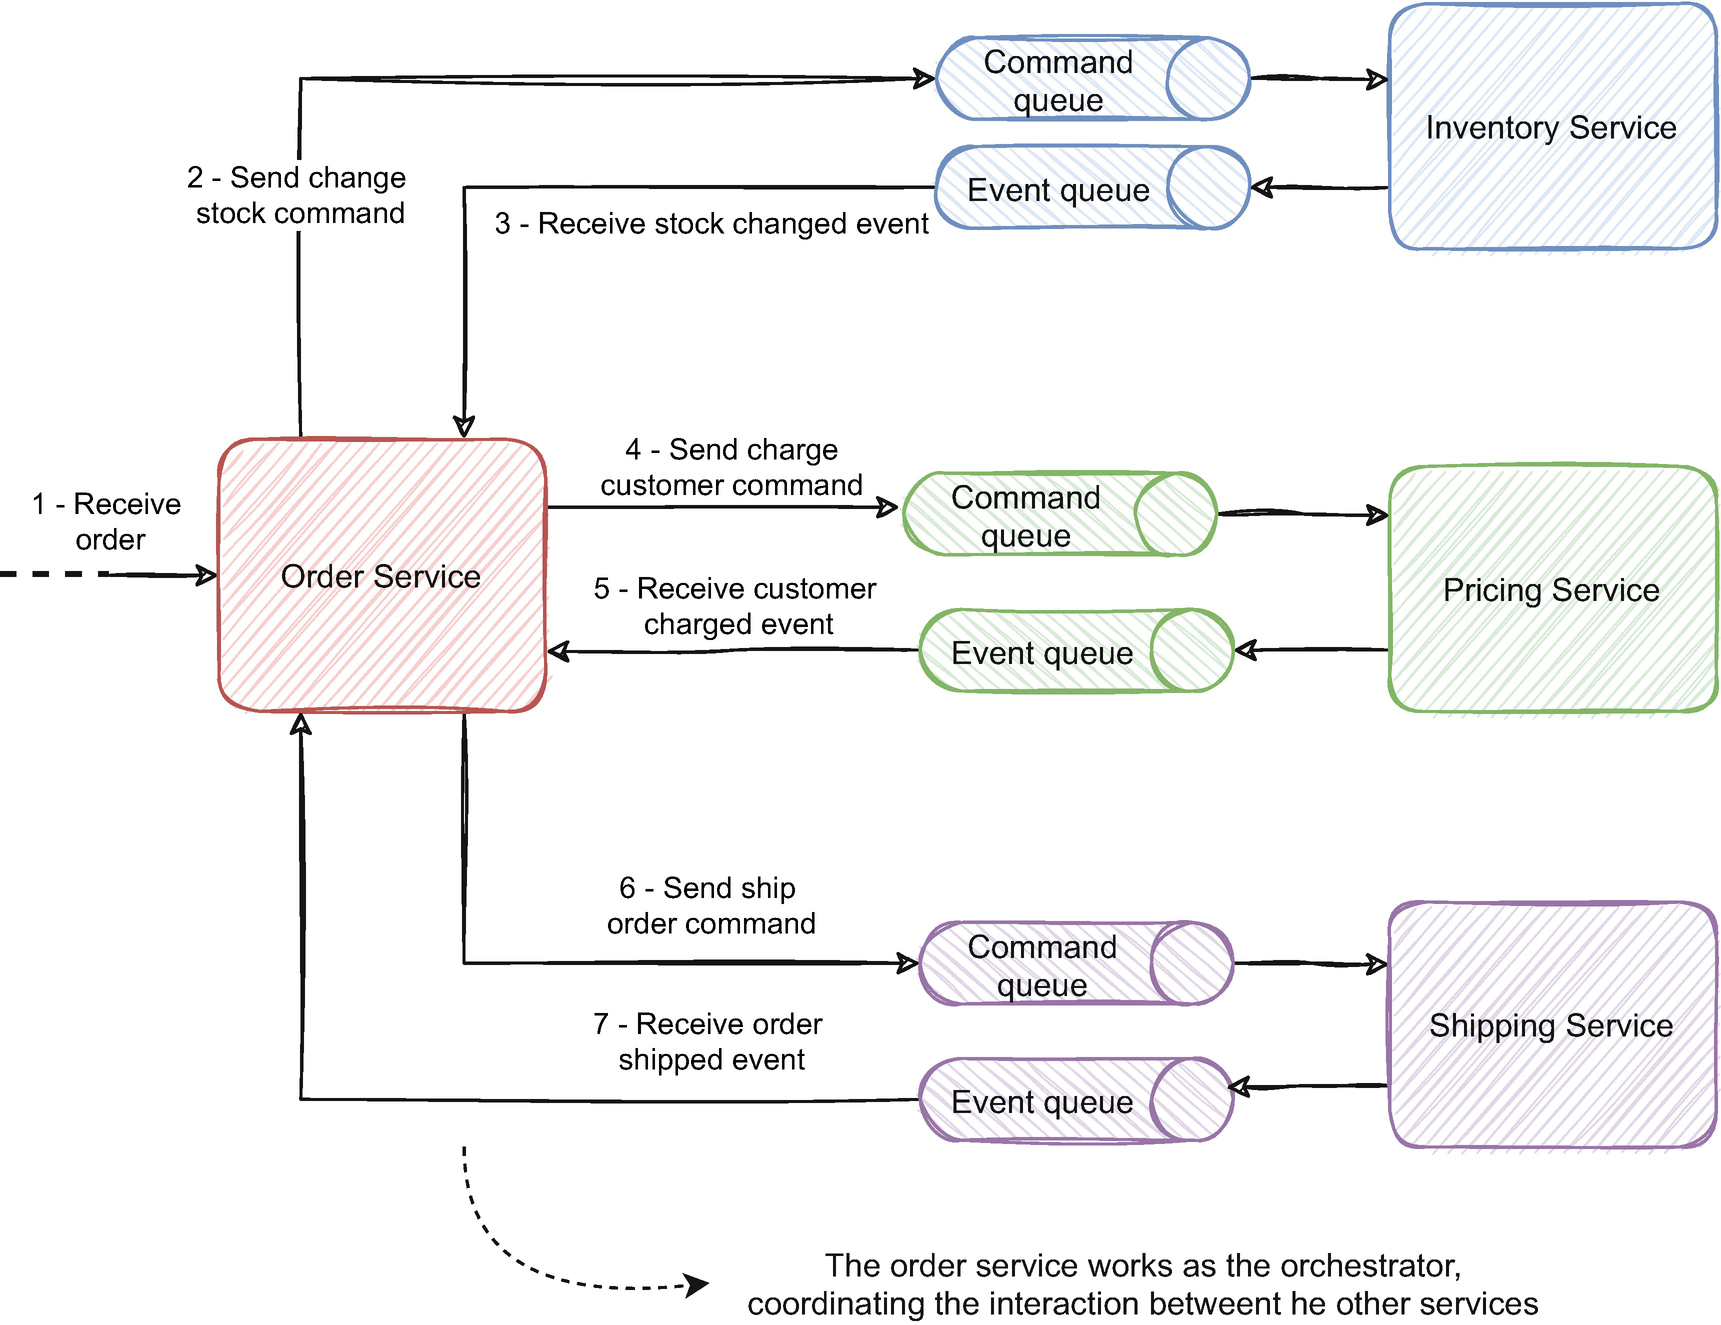 Command
queue
Inventory Service
2 - Send change
stock command
Event queue
3 - Receive stock changed event
4 - Send charge
customer command
Command
queue
1 - Receive
order
Order Service
Pricing Service
5 - Receive customer
charged event
Event queue
6 - Send ship
order command
Command
queue
Shipping Service
7 - Receive order
shipped event
Event queue
The order service works as the orchestrator,
coordinating the interaction betweent he other services